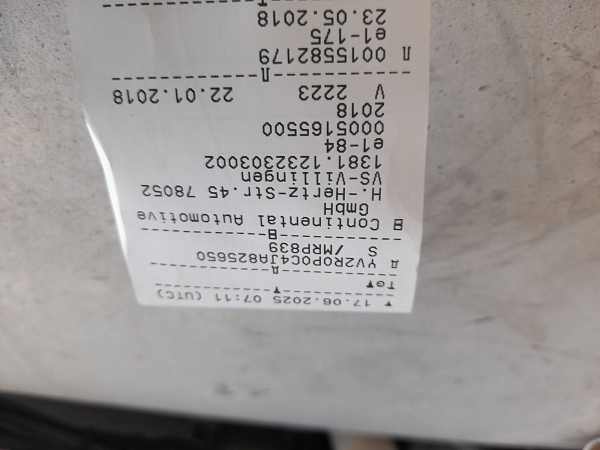 ▼ 17.06.2025 07:11 (UTC)
T⊙▼
YV2R0P0C4JA825650
S /MRP839
Continental Automotive
GmbH
H.-Hertz-Str.45 78052
VS-Villingen
1381.1232303002
e1-84
0005165500
2018
V 2223 22.01.2018
0015582179
e1-175
23.05.2018